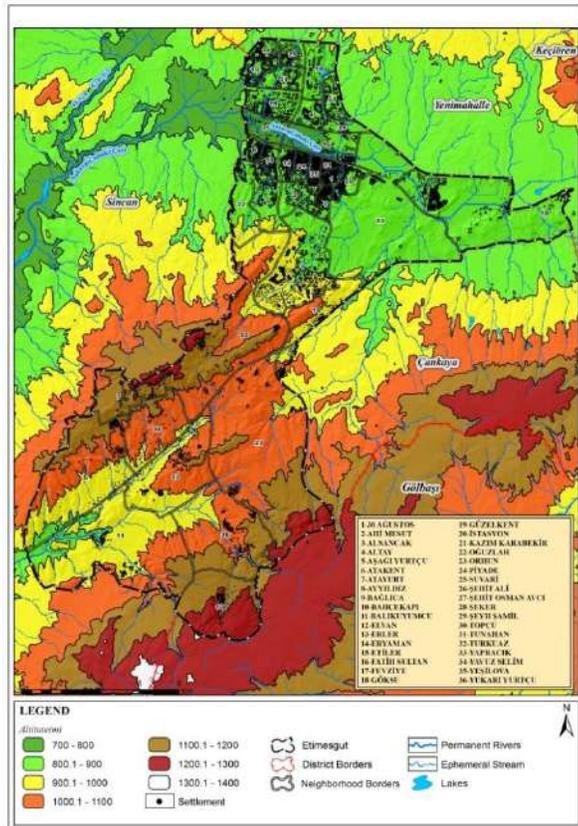 Keçiören
Yenimahalle
Sincan
Çankaya
Gölbaşı
1-30 AĞUSTOS
2-AHİ MESUT
3-ALSANCAK
4-ALTAY
5-AŞAĞI YURTÇU
6-ATAKENT
7-ATAYURT
8-AYYILDIZ
9-BAĞLICA
10-BAHÇEKAPI
11-BALIKUYUMCU
12-ELVAN
13-ERLER
14-ERYAMAN
15-ETİLER
16-FATİH SULTAN
17-FEVZİYE
18-GÖKSU
19-GÜZELKENT
20-İSTASYON
21-KAZIM KARABEKİR
22-OĞUZLAR
23-ORHUN
24-PİYADE
25-SUVARİ
26-ŞEHİT ALİ
27-ŞEHİT OSMAN AVCI
28-ŞEKER
29-ŞEYH ŞAMİL
30-TOPÇU
31-TUNAHAN
32-TURKUAZ
33-YAPRACIK
34-YAVUZ SELİM
35-YEŞİLOVA
36-YUKARI YURTÇU
N
LEGEND
Altitute(m)
700 - 800
800.1 - 900
900.1 - 1000
1000.1 - 1100
1100.1 - 1200
1200.1 - 1300
1300.1 - 1400
Settlement
Etimesgut
District Borders
Neighborhood Borders
Permanent Rivers
Ephemeral Stream
Lakes